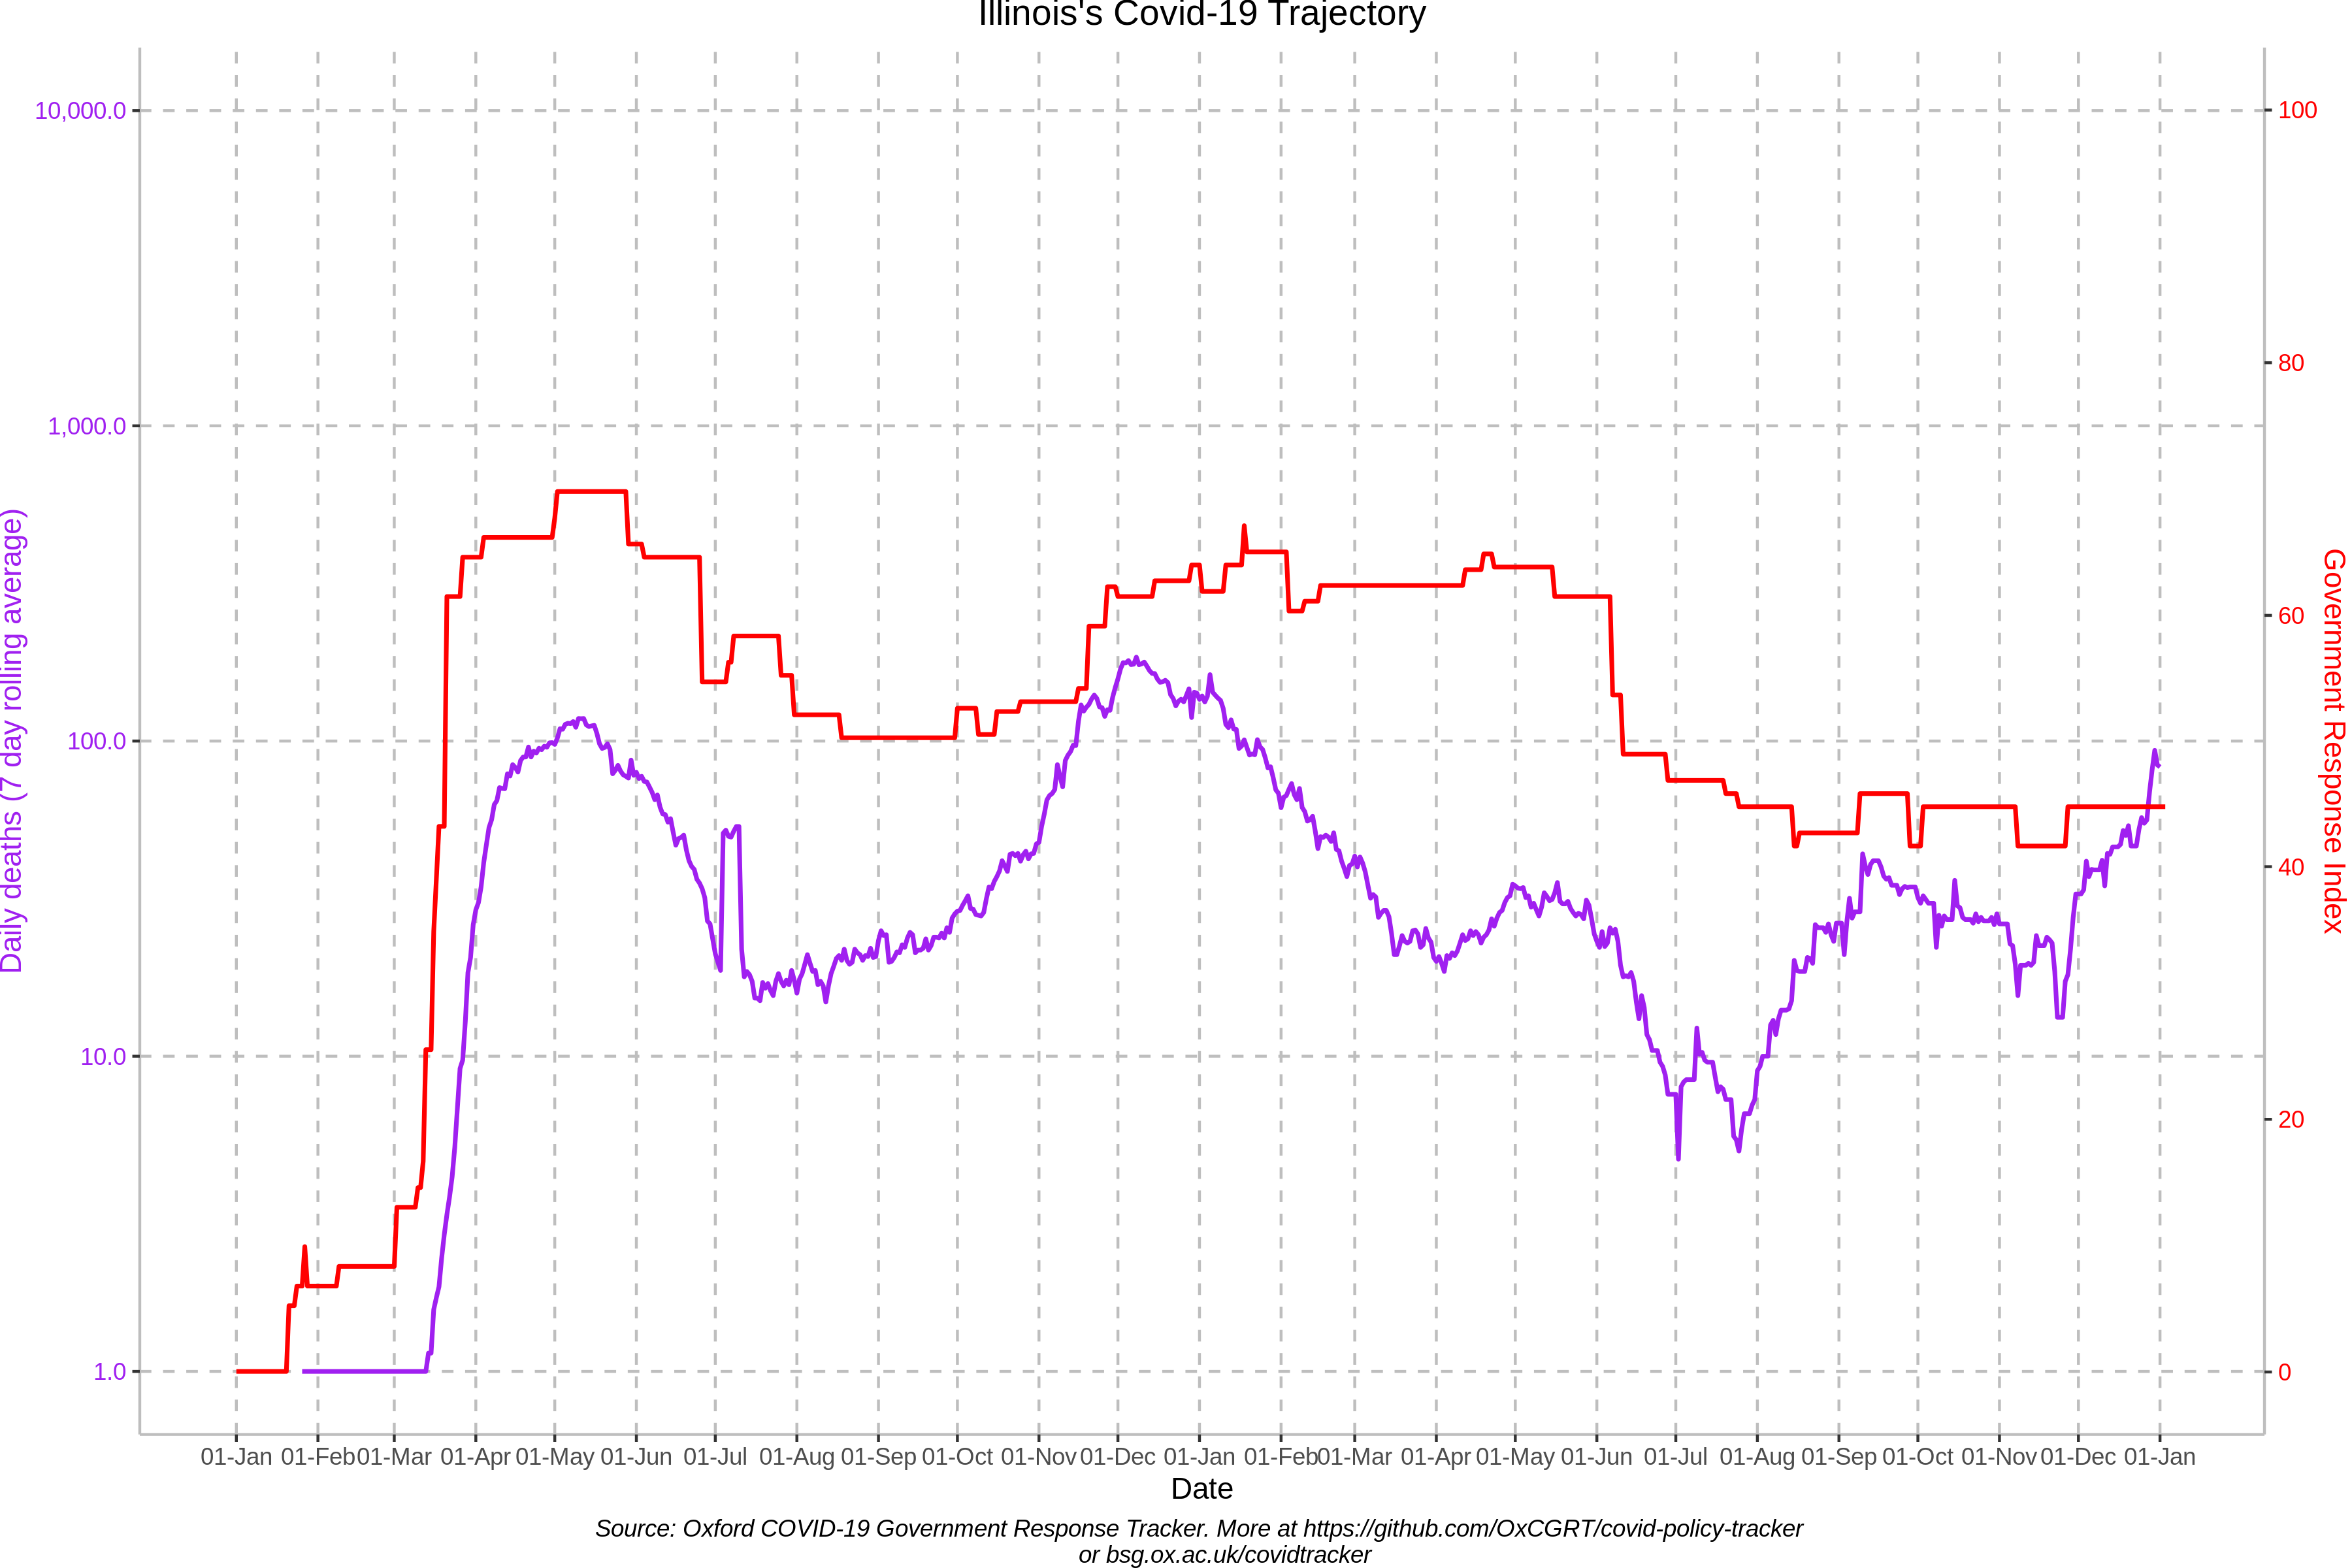 Illinois's Covid-19 Trajectory
10,000.0
1,000.0
100.0
10.0
1.0
Daily deaths (7 day rolling average)
100
80
60
40
20
0
Government Response Index
01-Jan 01-Feb 01-Mar 01-Apr 01-May 01-Jun 01-Jul 01-Aug 01-Sep 01-Oct 01-Nov 01-Dec 01-Jan 01-Feb 01-Mar 01-Apr 01-May 01-Jun 01-Jul 01-Aug 01-Sep 01-Oct 01-Nov 01-Dec 01-Jan
Date
Source: Oxford COVID-19 Government Response Tracker. More at https://github.com/OxCGRT/covid-policy-tracker
or bsg.ox.ac.uk/covidtracker